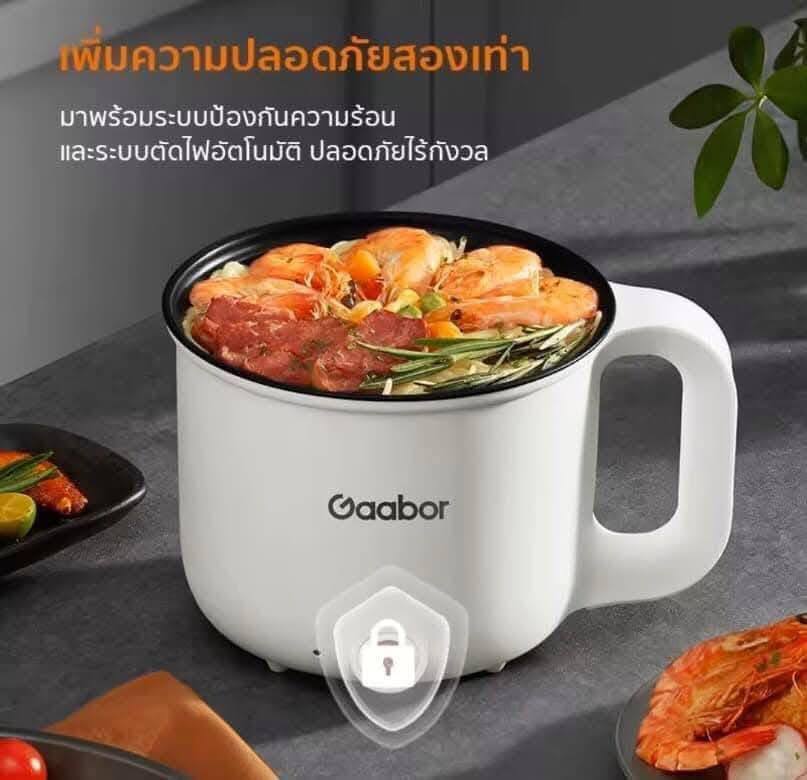 เพิ่มความปลอดภัยสองเท่า
มาพร้อมระบบป้องกันความร้อน
และระบบตัดไฟอัตโนมัติ ปลอดภัยไร้กังวล
Gaabor